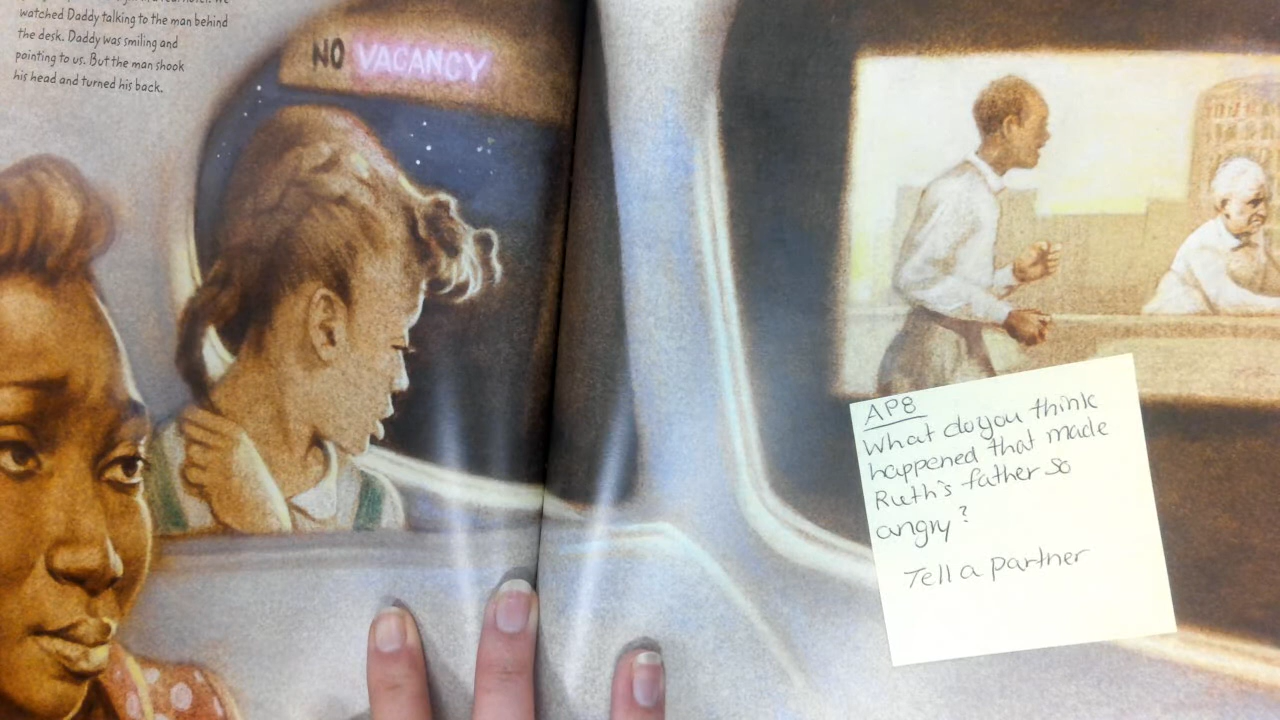 watched Daddy talking to the man behind
the desk. Daddy was smiling and
pointing to us. But the man shook
his head and turned his back.
NO VACANCY
AP8
What do you think
happened that made
Ruth's father so
angry?
Tell a partner